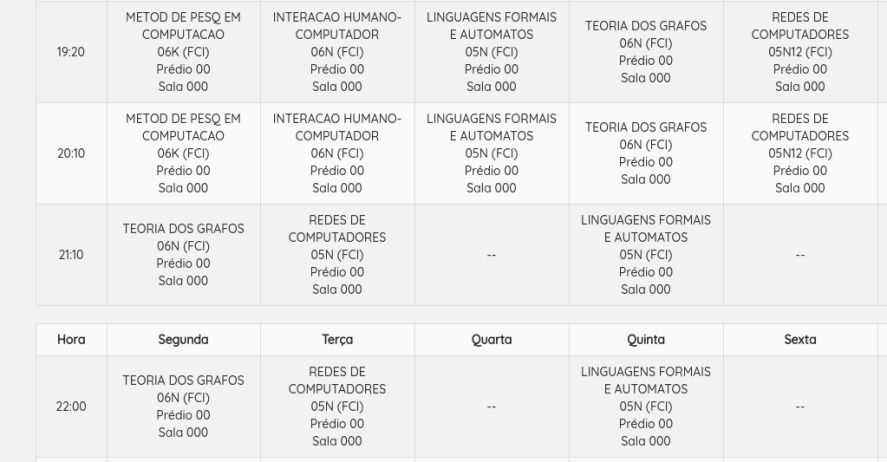 19:20
METOD DE PESQ EM
COMPUTACAO
06K (FCI)
Prédio 00
Sala 000
INTERACAO HUMANO-
COMPUTADOR
06N (FCI)
Prédio 00
Sala 000
LINGUAGENS FORMAIS
E AUTOMATOS
05N (FCI)
Prédio 00
Sala 000
TEORIA DOS GRAFOS
06N (FCI)
Prédio 00
Sala 000
REDES DE
COMPUTADORES
05N12 (FCI)
Prédio 00
Sala 000
20:10
METOD DE PESQ EM
COMPUTACAO
06K (FCI)
Prédio 00
Sala 000
INTERACAO HUMANO-
COMPUTADOR
06N (FCI)
Prédio 00
Sala 000
LINGUAGENS FORMAIS
E AUTOMATOS
05N (FCI)
Prédio 00
Sala 000
TEORIA DOS GRAFOS
06N (FCI)
Prédio 00
Sala 000
REDES DE
COMPUTADORES
05N12 (FCI)
Prédio 00
Sala 000
21:10
TEORIA DOS GRAFOS
06N (FCI)
Prédio 00
Sala 000
REDES DE
COMPUTADORES
05N (FCI)
Prédio 00
Sala 000
--
LINGUAGENS FORMAIS
E AUTOMATOS
05N (FCI)
Prédio 00
Sala 000
--
Hora Segunda Terça Quarta Quinta Sexta
22:00
TEORIA DOS GRAFOS
06N (FCI)
Prédio 00
Sala 000
REDES DE
COMPUTADORES
05N (FCI)
Prédio 00
Sala 000
--
LINGUAGENS FORMAIS
E AUTOMATOS
05N (FCI)
Prédio 00
Sala 000
--